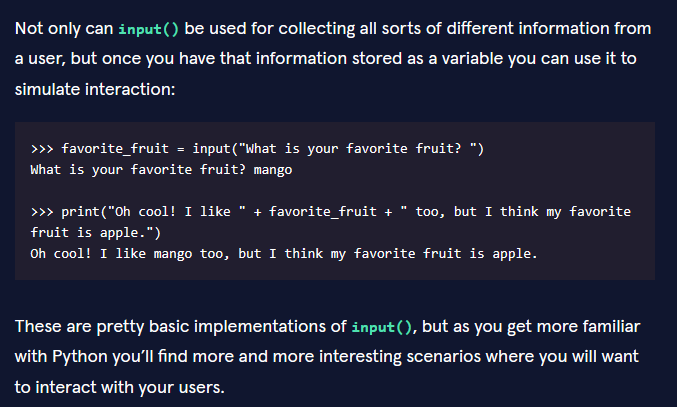 Not only can input() be used for collecting all sorts of different information from
a user, but once you have that information stored as a variable you can use it to
simulate interaction:
>>> favorite_fruit = input("What is your favorite fruit? ")
What is your favorite fruit? mango
>>> print("Oh cool! I like " + favorite_fruit + " too, but I think my favorite
fruit is apple.")
Oh cool! I like mango too, but I think my favorite fruit is apple.
These are pretty basic implementations of input(), but as you get more familiar
with Python you’ll find more and more interesting scenarios where you will want
to interact with your users.